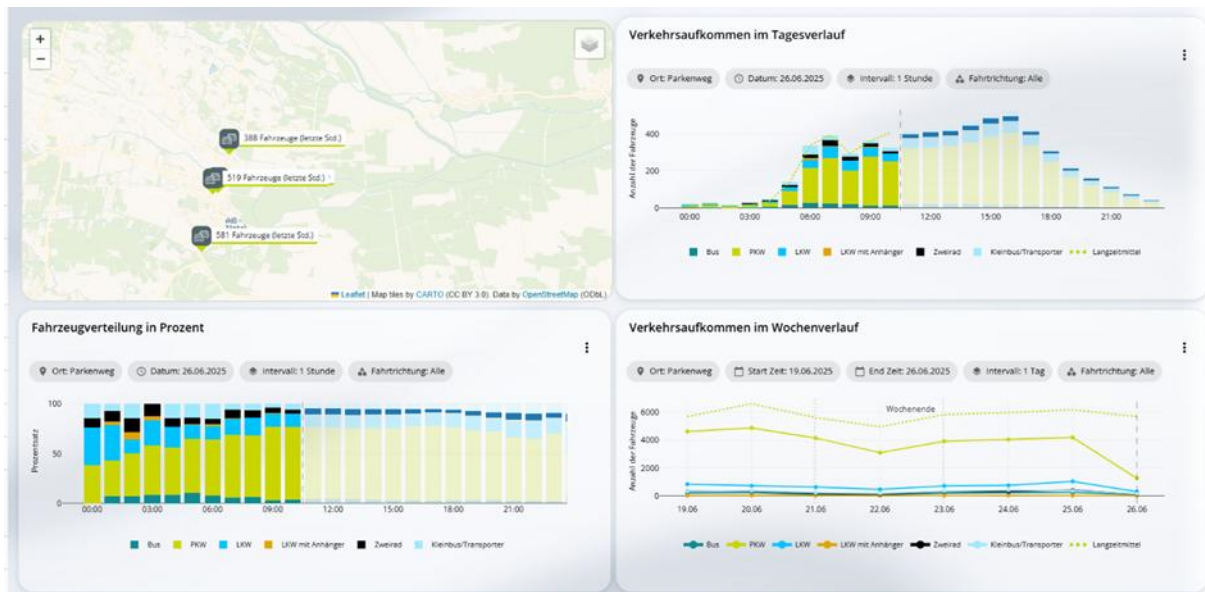 +
−
388 Fahrzeuge (letzte Std.)
519 Fahrzeuge (letzte Std.)
581 Fahrzeuge (letzte Std.)
Leaflet | Map tiles by CARTO (CC BY 3.0). Data by OpenStreetMap (ODbL)
Verkehrsaufkommen im Tagesverlauf
Ort: Parkenweg Datum: 26.06.2025 Intervall: 1 Stunde Fahrtrichtung: Alle
Anzahl der Fahrzeuge
400
200
0
00:00 03:00 06:00 09:00 12:00 15:00 18:00 21:00
Bus PKW LKW LKW mit Anhänger Zweirad Kleinbus/Transporter Langzeitmittel
Fahrzeugverteilung in Prozent
Ort: Parkenweg Datum: 26.06.2025 Intervall: 1 Stunde Fahrtrichtung: Alle
Prozentsatz
100
50
0
00:00 03:00 06:00 09:00 12:00 15:00 18:00 21:00
Bus PKW LKW LKW mit Anhänger Zweirad Kleinbus/Transporter
Verkehrsaufkommen im Wochenverlauf
Ort: Parkenweg Start Zeit: 19.06.2025 End Zeit: 26.06.2025 Intervall: 1 Tag Fahrtrichtung: Alle
Wochenende
Anzahl der Fahrzeuge
6000
4000
2000
0
19.06 20.06 21.06 22.06 23.06 24.06 25.06 26.06
Bus PKW LKW LKW mit Anhänger Zweirad Kleinbus/Transporter Langzeitmittel